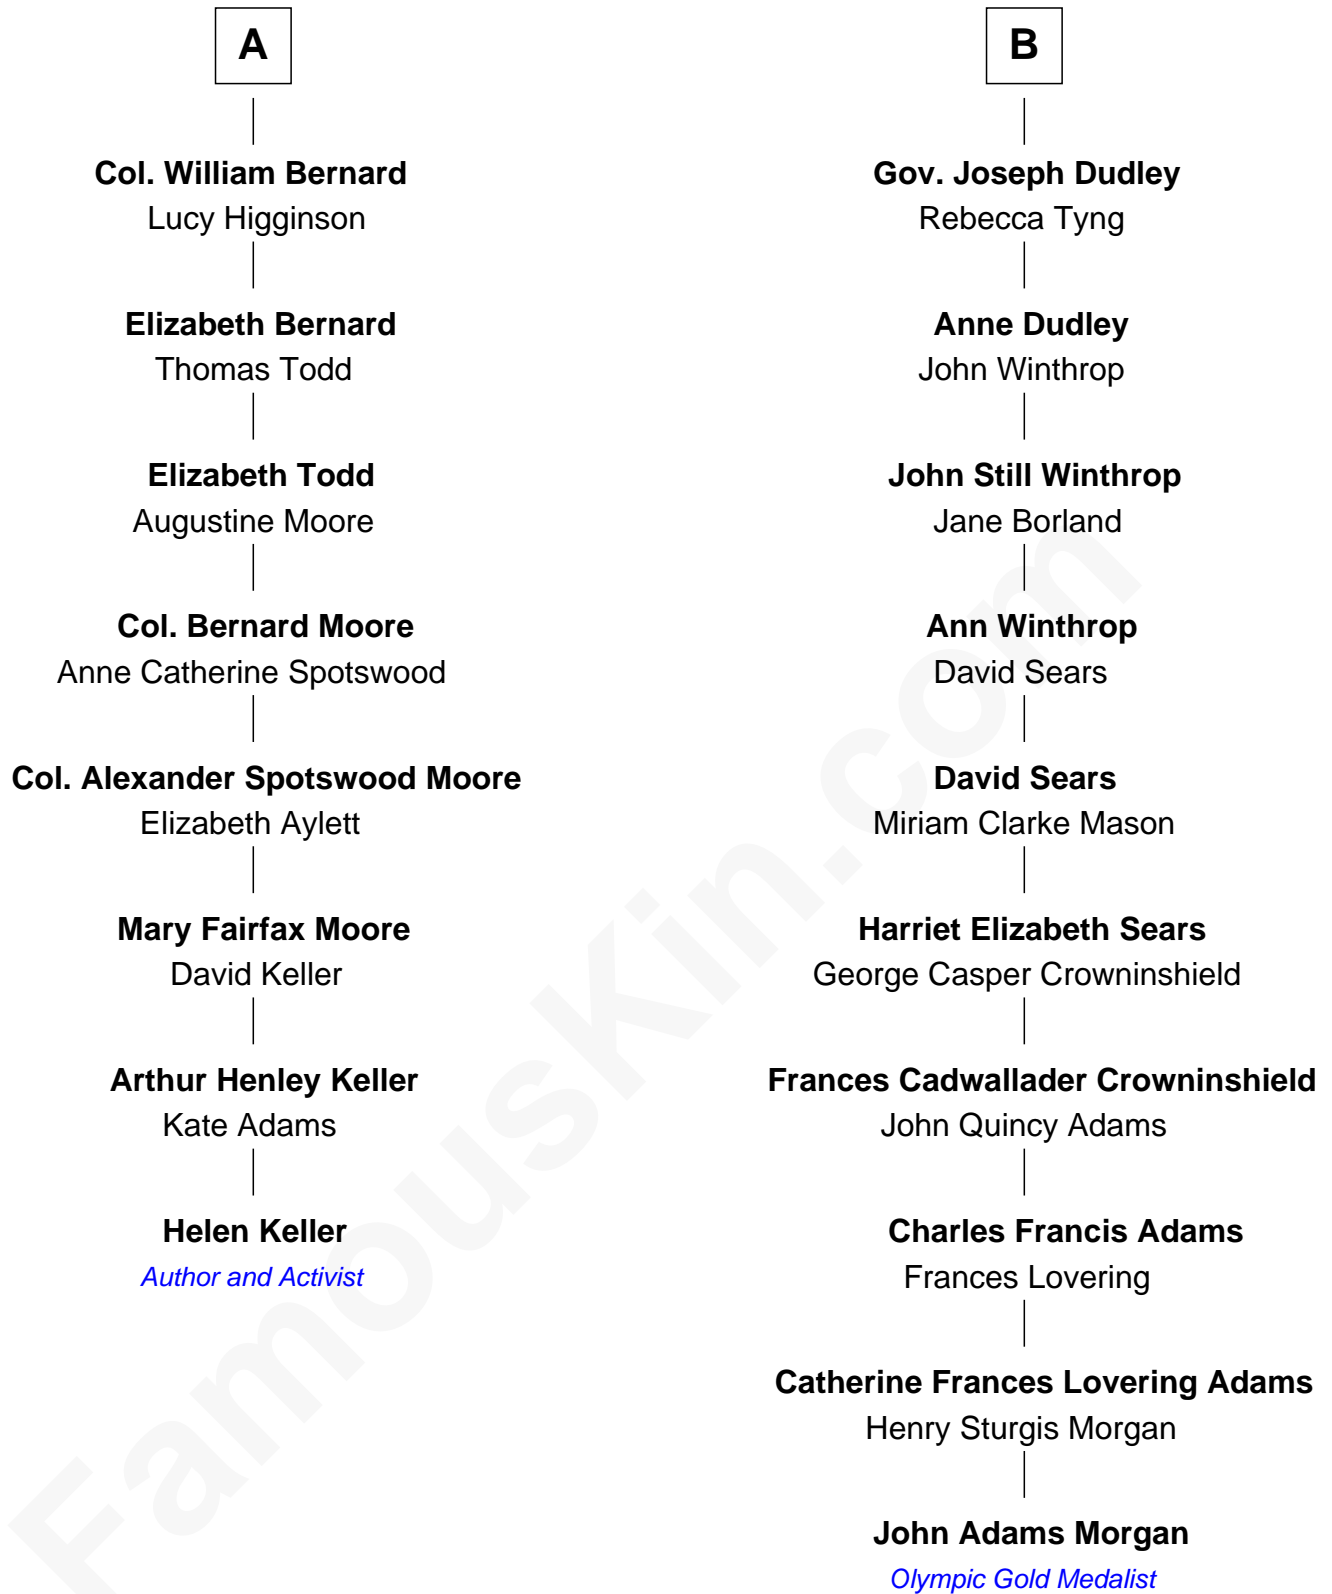 A
Col. William Bernard
Lucy Higginson
Elizabeth Bernard
Thomas Todd
Elizabeth Todd
Augustine Moore
Col. Bernard Moore
Anne Catherine Spotswood
Col. Alexander Spotswood Moore
Elizabeth Aylett
Mary Fairfax Moore
David Keller
Arthur Henley Keller
Kate Adams
Helen Keller
Author and Activist
B
Gov. Joseph Dudley
Rebecca Tyng
Anne Dudley
John Winthrop
John Still Winthrop
Jane Borland
Ann Winthrop
David Sears
David Sears
Miriam Clarke Mason
Harriet Elizabeth Sears
George Casper Crowninshield
Frances Cadwallader Crowninshield
John Quincy Adams
Charles Francis Adams
Frances Lovering
Catherine Frances Lovering Adams
Henry Sturgis Morgan
John Adams Morgan
Olympic Gold Medalist
FamousKin.com